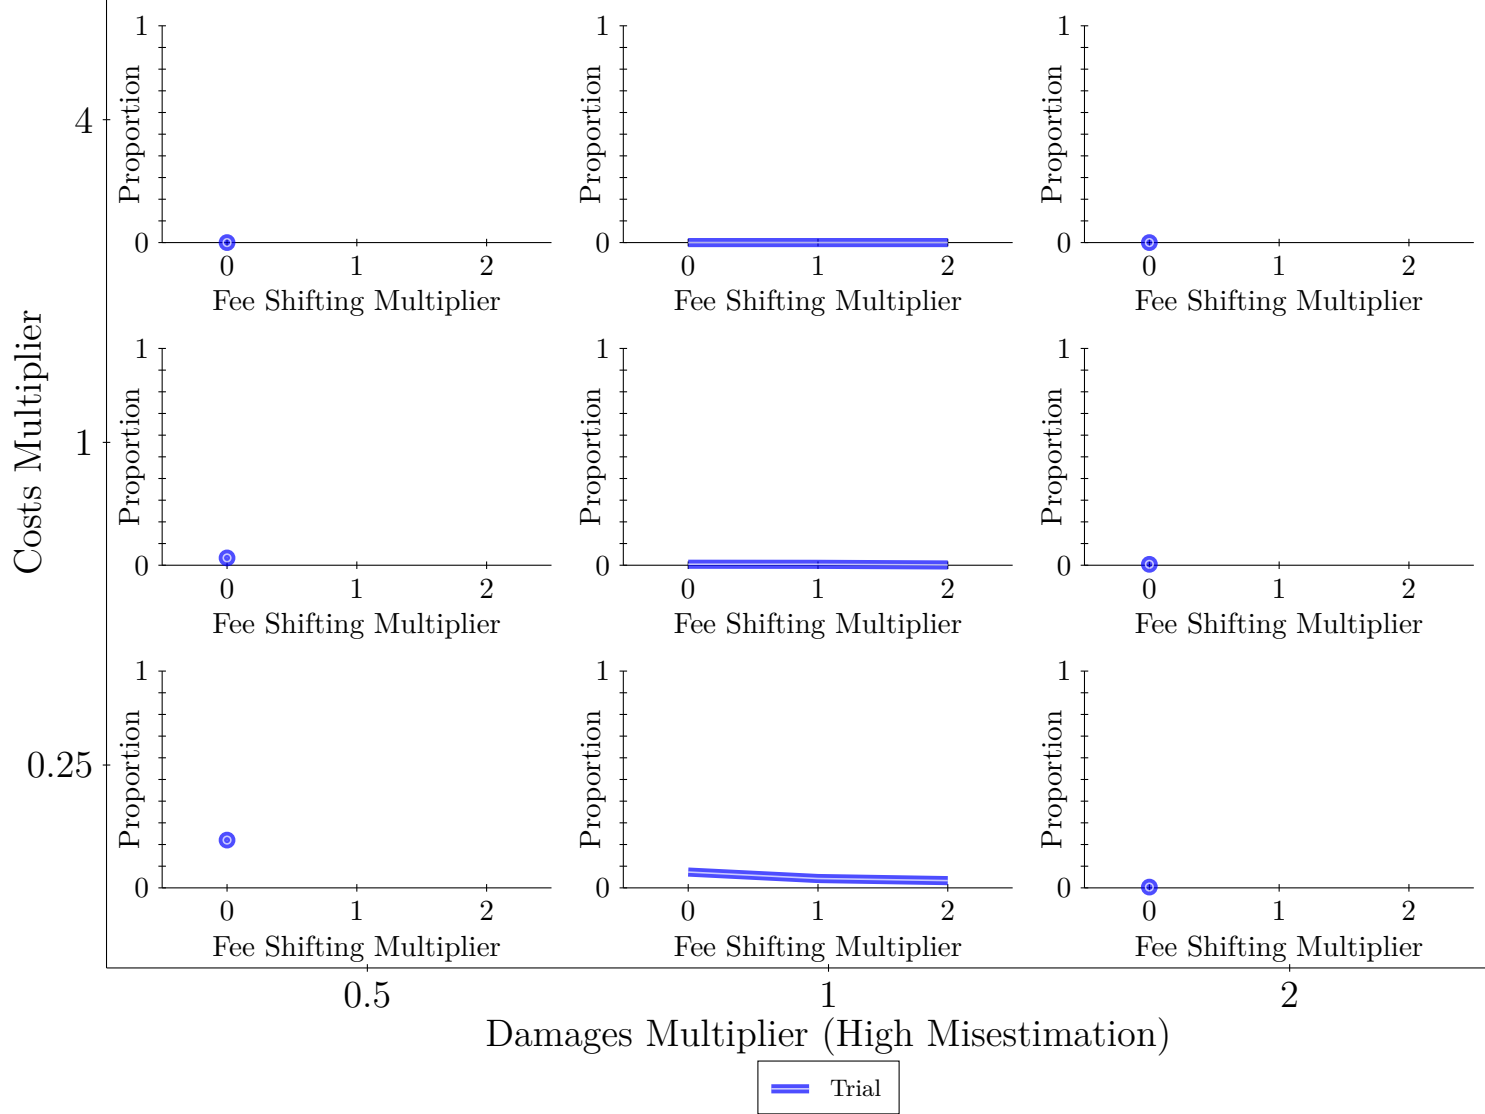 1 1 1
Proportion Proportion Proportion
4
0 0 0
0 1 2 0 1 2 0 1 2
Fee Shifting Multiplier Fee Shifting Multiplier Fee Shifting Multiplier
Costs Multiplier
1 1 1
Proportion Proportion Proportion
1
0 0 0
0 1 2 0 1 2 0 1 2
Fee Shifting Multiplier Fee Shifting Multiplier Fee Shifting Multiplier
1 1 1
Proportion Proportion Proportion
0.25
0 0 0
0 1 2 0 1 2 0 1 2
Fee Shifting Multiplier Fee Shifting Multiplier Fee Shifting Multiplier
0.5 1 2
Damages Multiplier (High Misestimation)
Trial